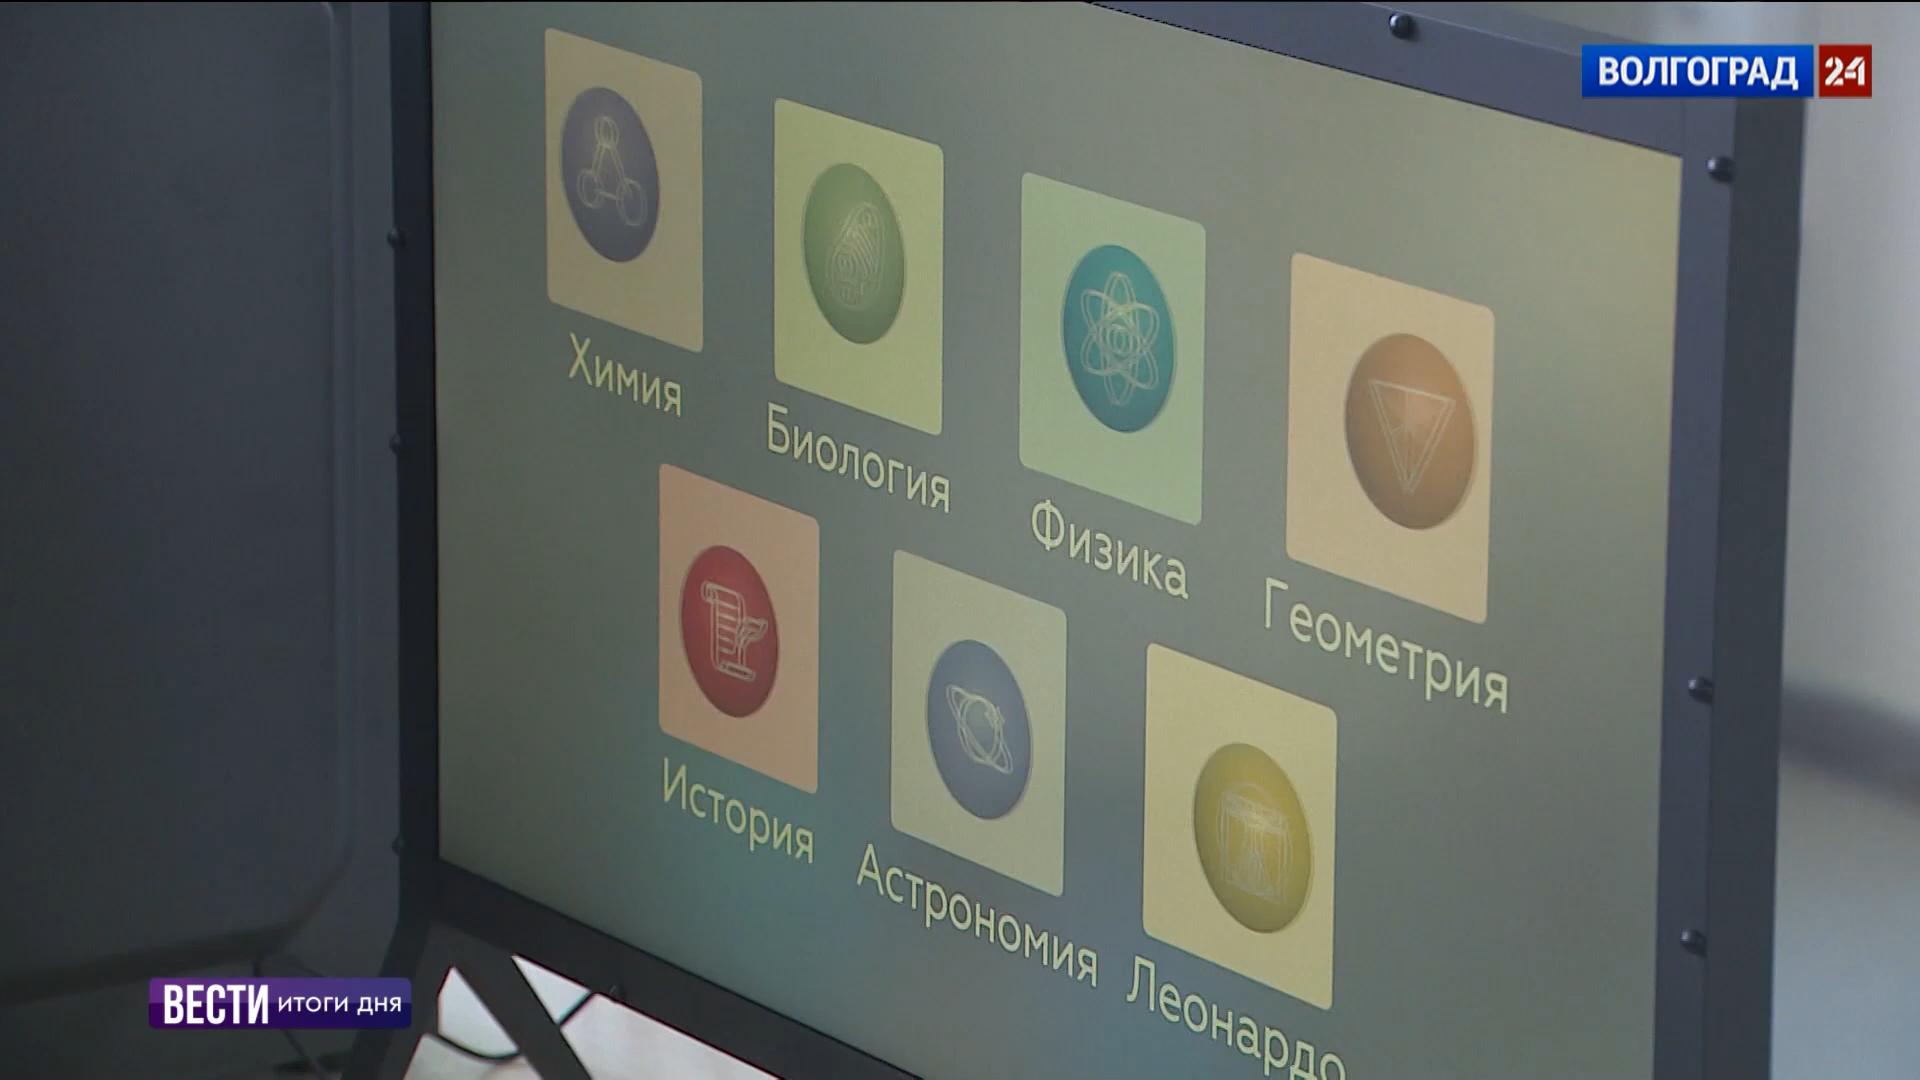 ВОЛГОГРАД 24
Химия
Биология
Физика
Геометрия
История
Астрономия
Леонардо
ВЕСТИ ИТОГИ ДНЯ